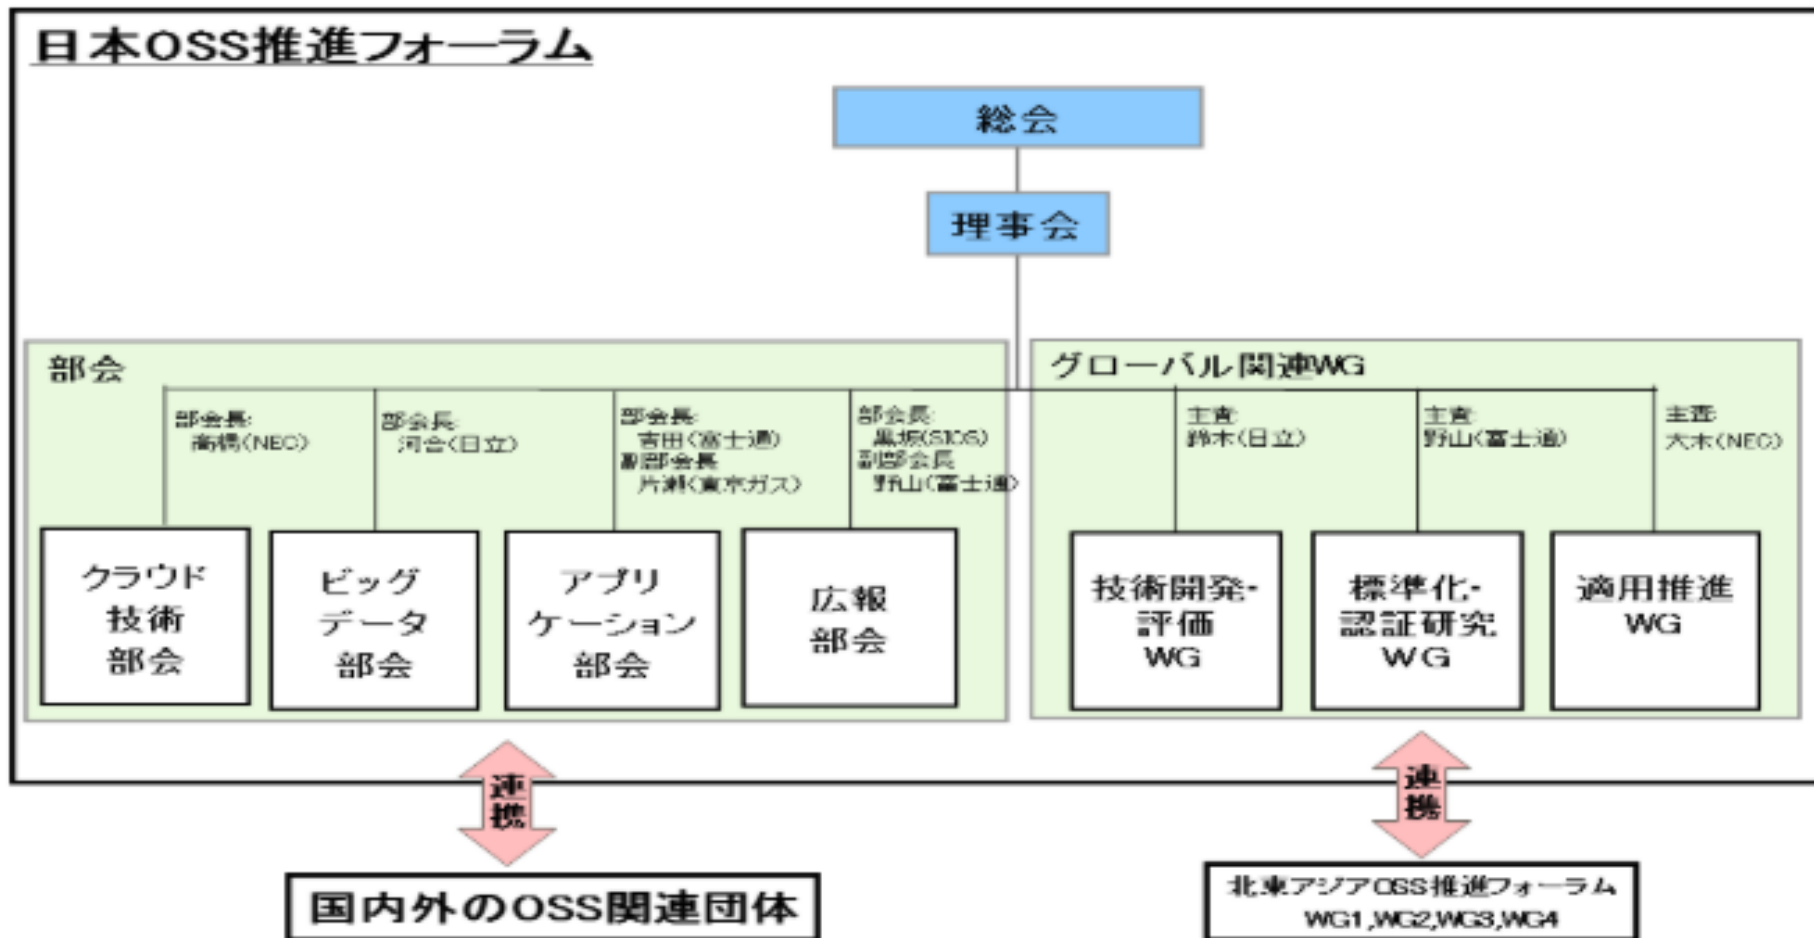 日本OSS推進フォーラム
総会
理事会
部会
部会長:
高橋(NEC)
部会長:
河合(日立)
部会長:
吉田(富士通)
副部会長
片瀬(東京ガス)
部会長:
黒坂(SIOS)
副部会長
野山(富士通)
クラウド
技術
部会
ビッグ
データ
部会
アプリ
ケーション
部会
広報
部会
グローバル関連WG
主査:
鈴木(日立)
主査:
野山(富士通)
主査:
大木(NEC)
技術開発・
評価
WG
標準化・
認証研究
WG
適用推進
WG
連携
連携
国内外のOSS関連団体
北東アジアOSS推進フォーラム
WG1,WG2,WG3,WG4